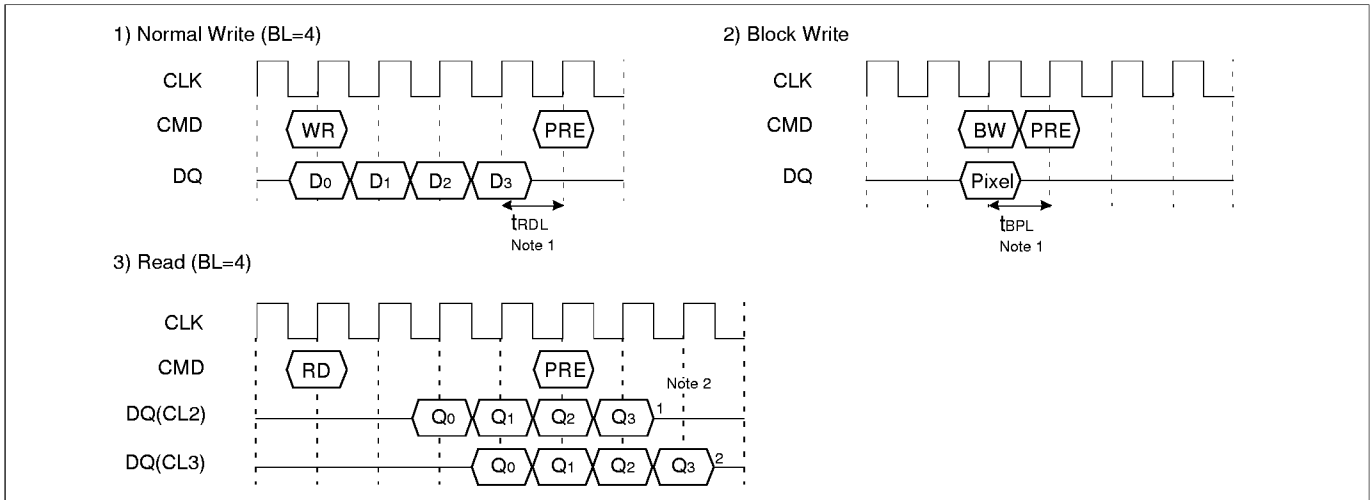 1) Normal Write (BL=4)
CLK
CMD WR PRE
DQ D0 D1 D2 D3
tRDL
Note 1
2) Block Write
CLK
CMD BW PRE
DQ Pixel
tBPL
Note 1
3) Read (BL=4)
CLK
CMD RD PRE
Note 2
DQ(CL2) Q0 Q1 Q2 Q3 1
DQ(CL3) Q0 Q1 Q2 Q3 2